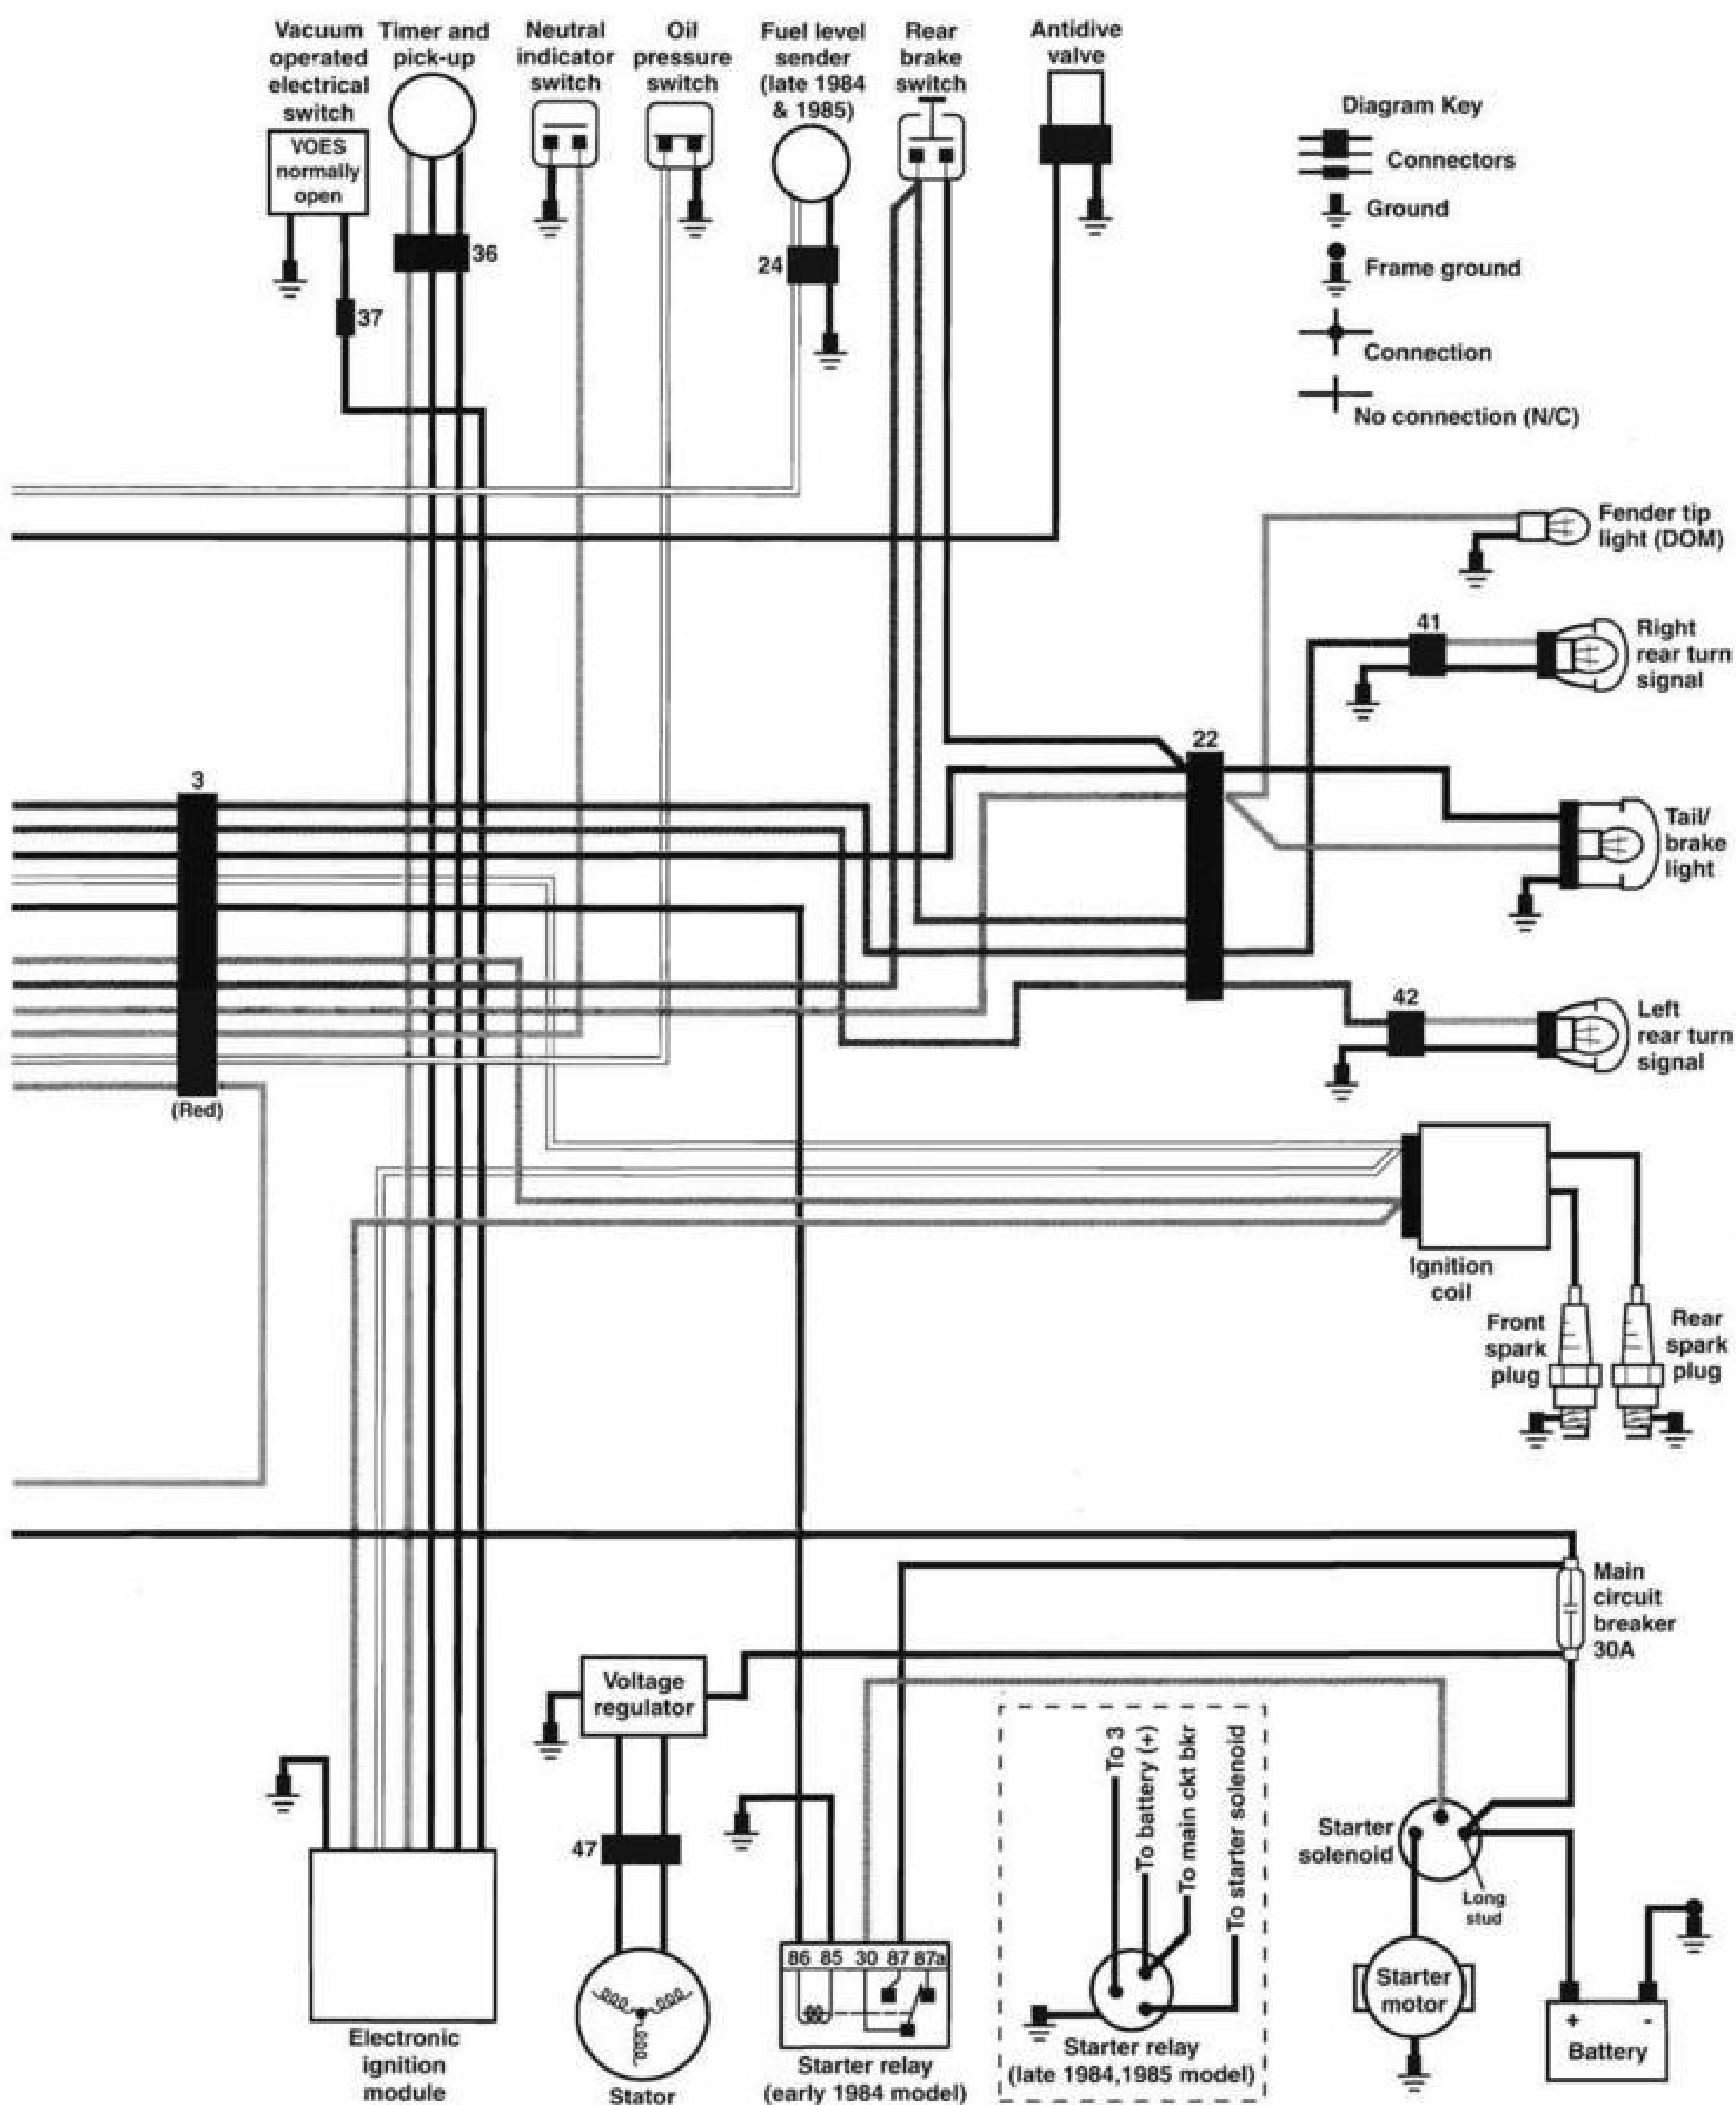 Vacuum
operated
electrical
switch
VOES
normally
open
Timer and
pick-up
Neutral
indicator
switch
Oil
pressure
switch
Fuel level
sender
(late 1984
& 1985)
Rear
brake
switch
Antidive
valve
Diagram Key
Connectors
Ground
Frame ground
Connection
No connection (N/C)
36
37
24
Fender tip
light (DOM)
41
Right
rear turn
signal
22
3
Tail/
brake
light
42
Left
rear turn
signal
(Red)
Ignition
coil
Front
spark
plug
Rear
spark
plug
Main
circuit
breaker
30A
Voltage
regulator
To 3
To battery (+)
To main ckt bkr
To starter solenoid
Starter
solenoid
Long
stud
47
86 85 30 87 87a
Starter
motor
+ -
Battery
Electronic
ignition
module
Stator
Starter relay
(early 1984 model)
Starter relay
(late 1984,1985 model)